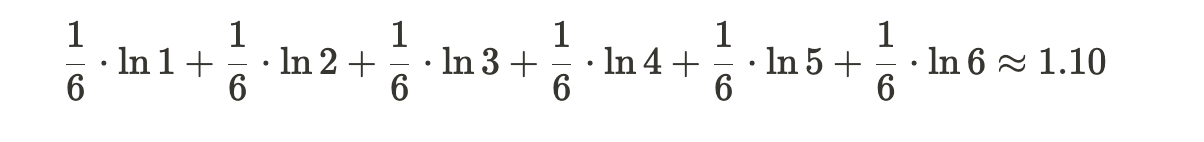 1/6 · ln 1 + 1/6 · ln 2 + 1/6 · ln 3 + 1/6 · ln 4 + 1/6 · ln 5 + 1/6 · ln 6 ≈ 1.10